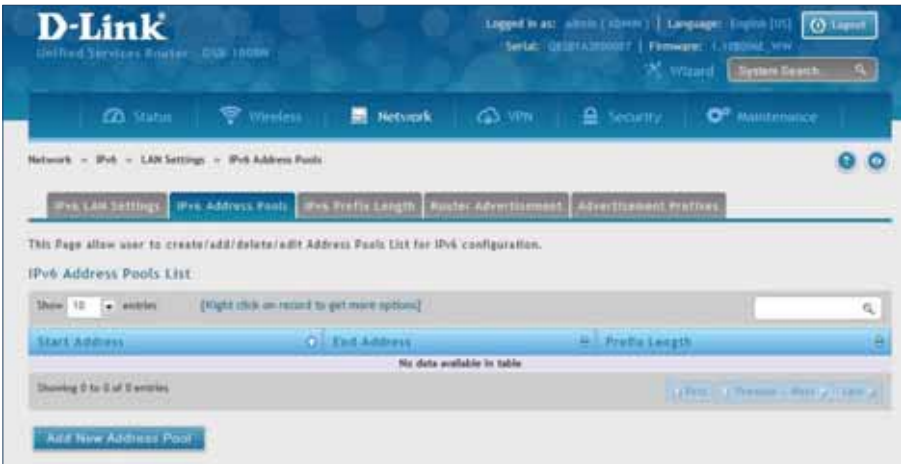 D-Link
Logged in as: admin ( ADMIN ) | Language: English [US]
Logout
Unified Services Router
Serial: | Firmware:
Wizard
System Search
Status
Wireless
Network
VPN
Security
Maintenance
Network » IPv6 » LAN Settings » IPv6 Address Pools
IPv6 LAN Settings
IPv6 Address Pools
IPv6 Prefix Length
Router Advertisement
Advertisement Prefixes
This Page allow user to create/add/delete/edit Address Pools List for IPv6 configuration.
IPv6 Address Pools List
Show 10 entries
[Right click on record to get more options]
Start Address
End Address
Prefix Length
No data available in table
Showing 0 to 0 of 0 entries
First
Previous
Next
Last
Add New Address Pool